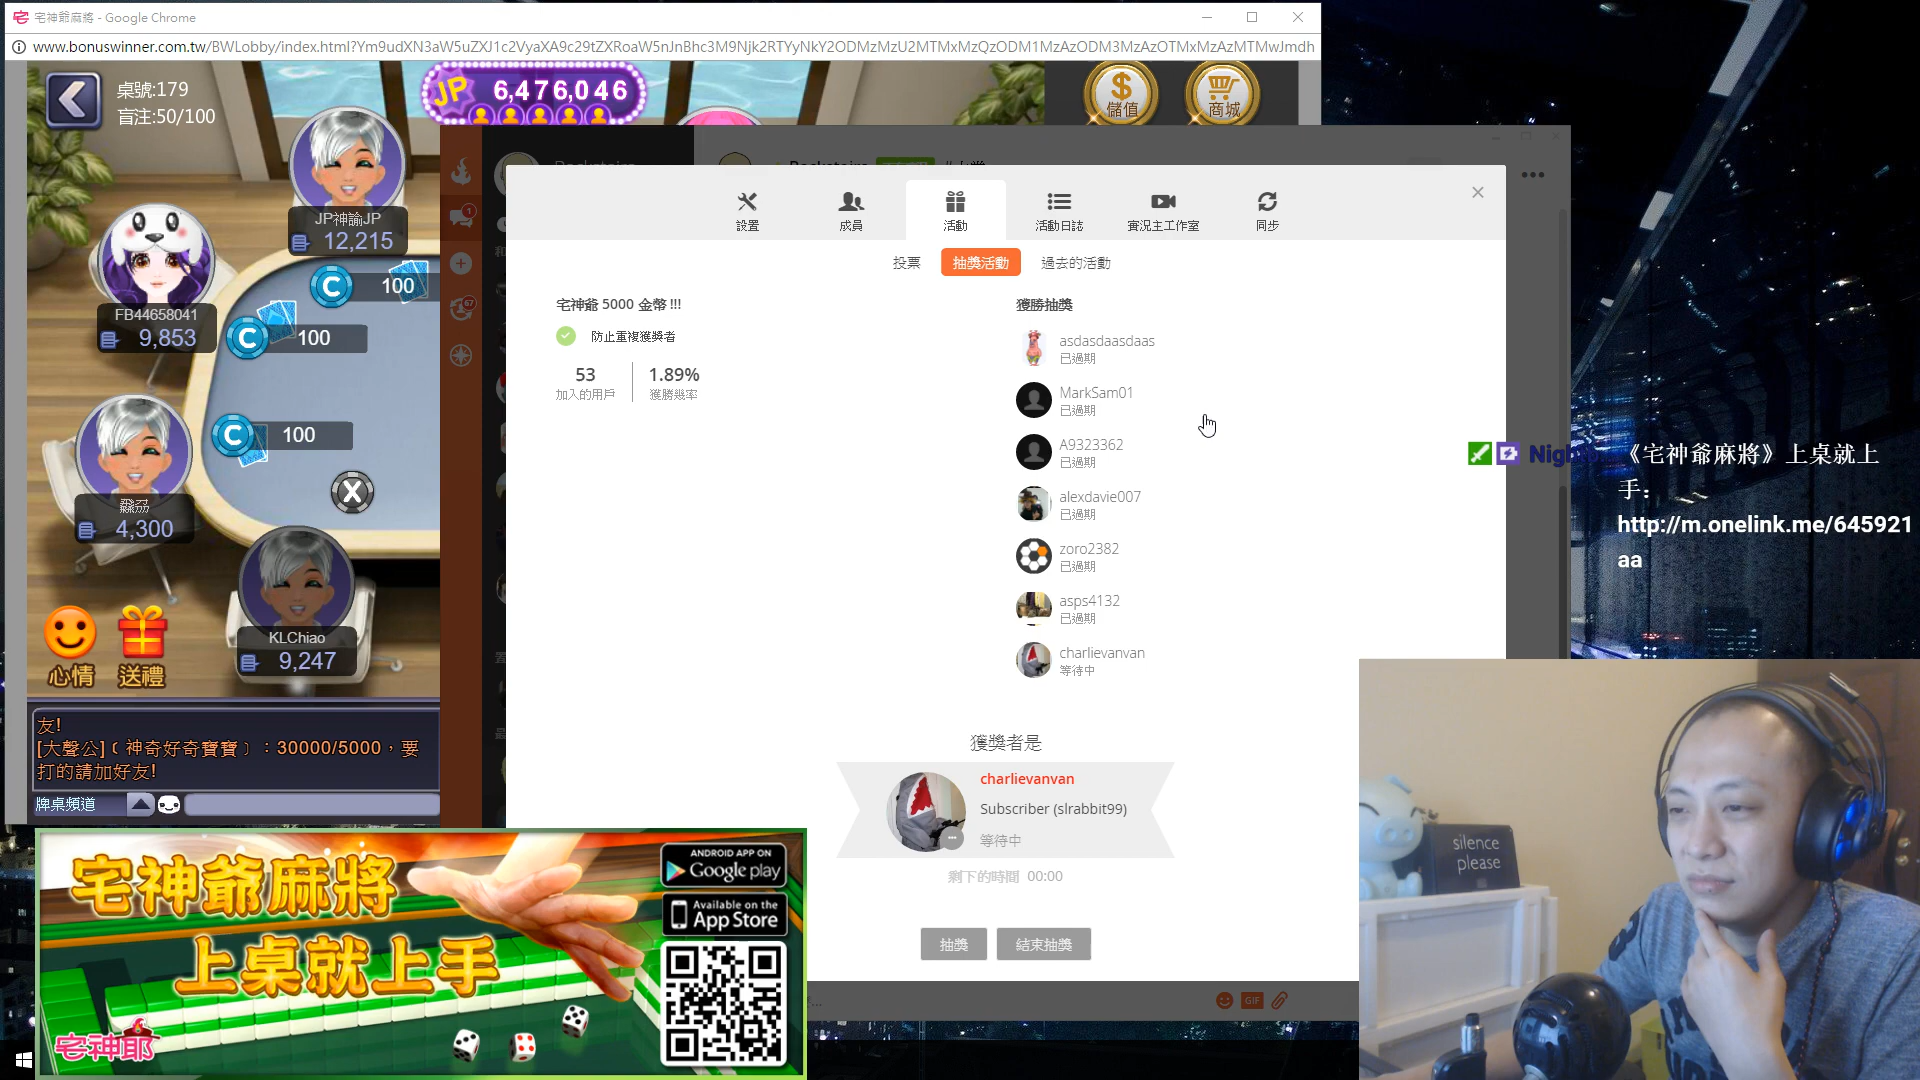 宅神爺麻將 - Google Chrome
www.bonuswinner.com.tw/BWLobby/index.html?Ym9udXN3aW5uZXJ1c2VyaXA9c29tZXRoaW5nJnBhc3M9Njk2RTYyNkY2ODMzMzU2MTMxMzQzODM1MzAzODM3MzAzOTMxMzAzMTMwJmdh
桌號:179
盲注:50/100
JP 6,476,046
儲值
商城
JP神諭JP
12,215
100
FB44658041
9,853
100
100
4,300
KLChiao
9,247
心情
送禮
友!
[大聲公]﹝神奇好奇寶寶﹞：30000/5000，要
打的請加好友!
牌桌頻道
設置
成員
活動
活動日誌
實況主工作室
同步
投票
抽獎活動
過去的活動
宅神爺 5000 金幣 !!!
防止重複獲獎者
53
加入的用戶
1.89%
獲勝幾率
獲勝抽獎
asdasdaasdaas
已過期
MarkSam01
已過期
A9323362
已過期
alexdavie007
已過期
zoro2382
已過期
asps4132
已過期
charlievanvan
等待中
獲獎者是
charlievanvan
Subscriber (slrabbit99)
等待中
剩下的時間 00:00
抽獎
結束抽獎
GIF
《宅神爺麻將》上桌就上
手：
http://m.onelink.me/645921
aa
宅神爺麻將
上桌就上手
ANDROID APP ON
Google play
Available on the
App Store
宅神爺
silence
please